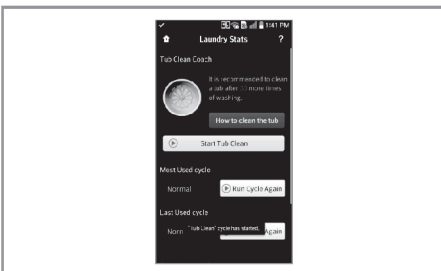 1:41 PM
Laundry Stats ?
Tub Clean Coach
It is recommended to clean
a tub after more times
of washing.
How to clean the tub
Start Tub Clean
Most Used cycle
Normal Run Cycle Again
Last Used cycle
Norn Again
"Tub Clean" cycle has started.